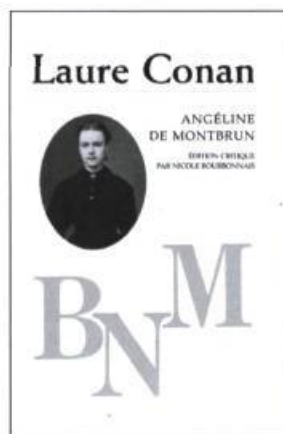 Laure Conan
ANGÉLINE
DE MONTBRUN
ÉDITION CRITIQUE
PAR NICOLE BOURBONNAIS
BNM